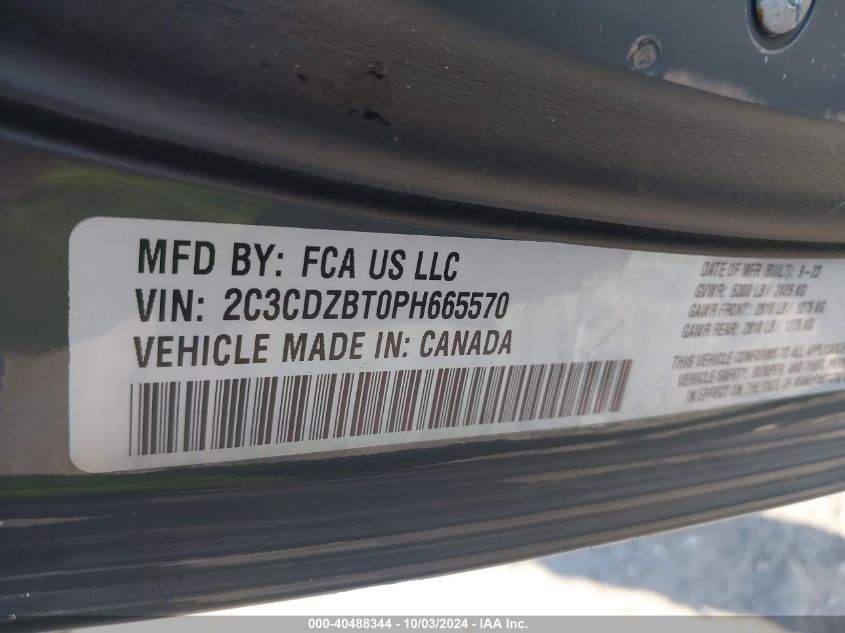 MFD BY: FCA US LLC
VIN: 2C3CDZBT0PH665570
VEHICLE MADE IN: CANADA
DATE OF MFR (BUILT): 9-23
GVWR: 5300 LB / 2405 KG
GAWR FRONT: 2810 LB / 1275 KG
GAWR REAR: 2810 LB / 1275 KG
THIS VEHICLE CONFORMS TO ALL APPLICABLE
VEHICLE SAFETY, BUMPER, AND THEFT
IN EFFECT ON THE DATE OF MANUFACTURE
000-40488344 - 10/03/2024 - IAA Inc.